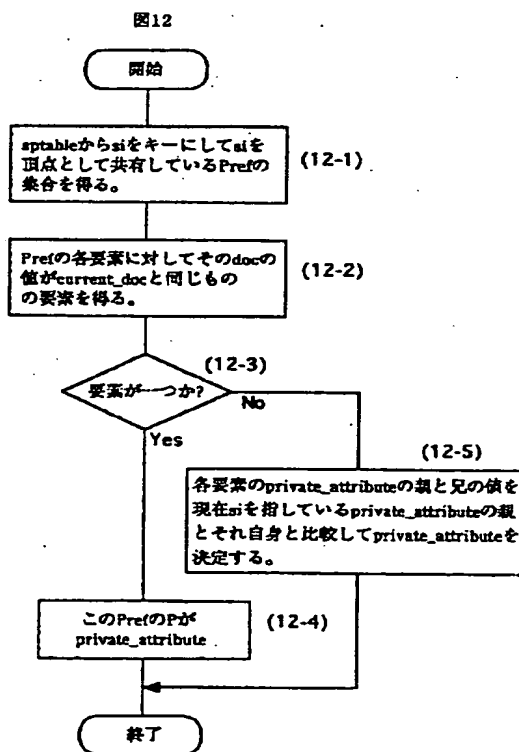 図12
開始
sptableからsiをキーにしてsiを
頂点として共有しているPrefの
集合を得る。
(12-1)
Prefの各要素に対してそのdocの
値がcurrent_docと同じもの
の要素を得る。
(12-2)
(12-3)
要素が一つか?
No
Yes
(12-5)
各要素のprivate_attributeの親と兄の値を
現在siを指しているprivate_attributeの親
とそれ自身と比較してprivate_attributeを
決定する。
このPrefのPが
private_attribute
(12-4)
終了